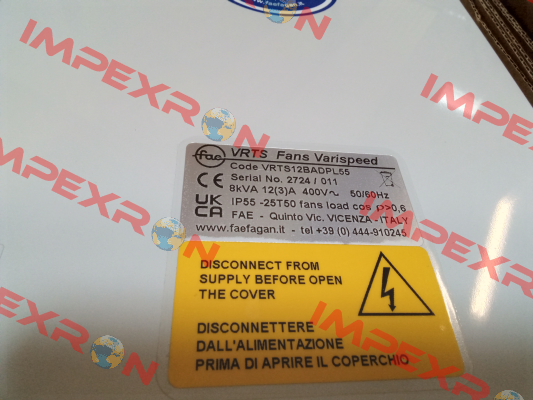 www.faefagan.it
IMPEXRON
IMPEXRON
IMPEXRON
IMPEXRON
fae VRTS Fans Varispeed
Code VRTS12BADPL55
Serial No. 2724 / 011
CE 8kVA 12(3)A 400V~ 50/60Hz
UK CA IP55 -25T50 fans load cos φ>0,6
FAE - Quinto Vic. VICENZA - ITALY
www.faefagan.it - tel +39 (0) 444-910245
DISCONNECT FROM
SUPPLY BEFORE OPEN
THE COVER
DISCONNETTERE
DALL'ALIMENTAZIONE
PRIMA DI APRIRE IL COPERCHIO